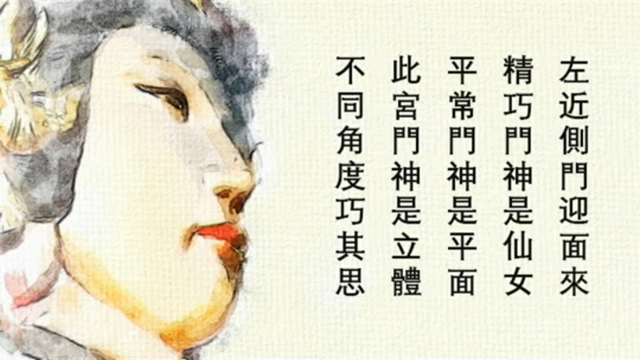 左近側門迎面來
精巧門神是仙女
平常門神是平面
此宮門神是立體
不同角度巧其思